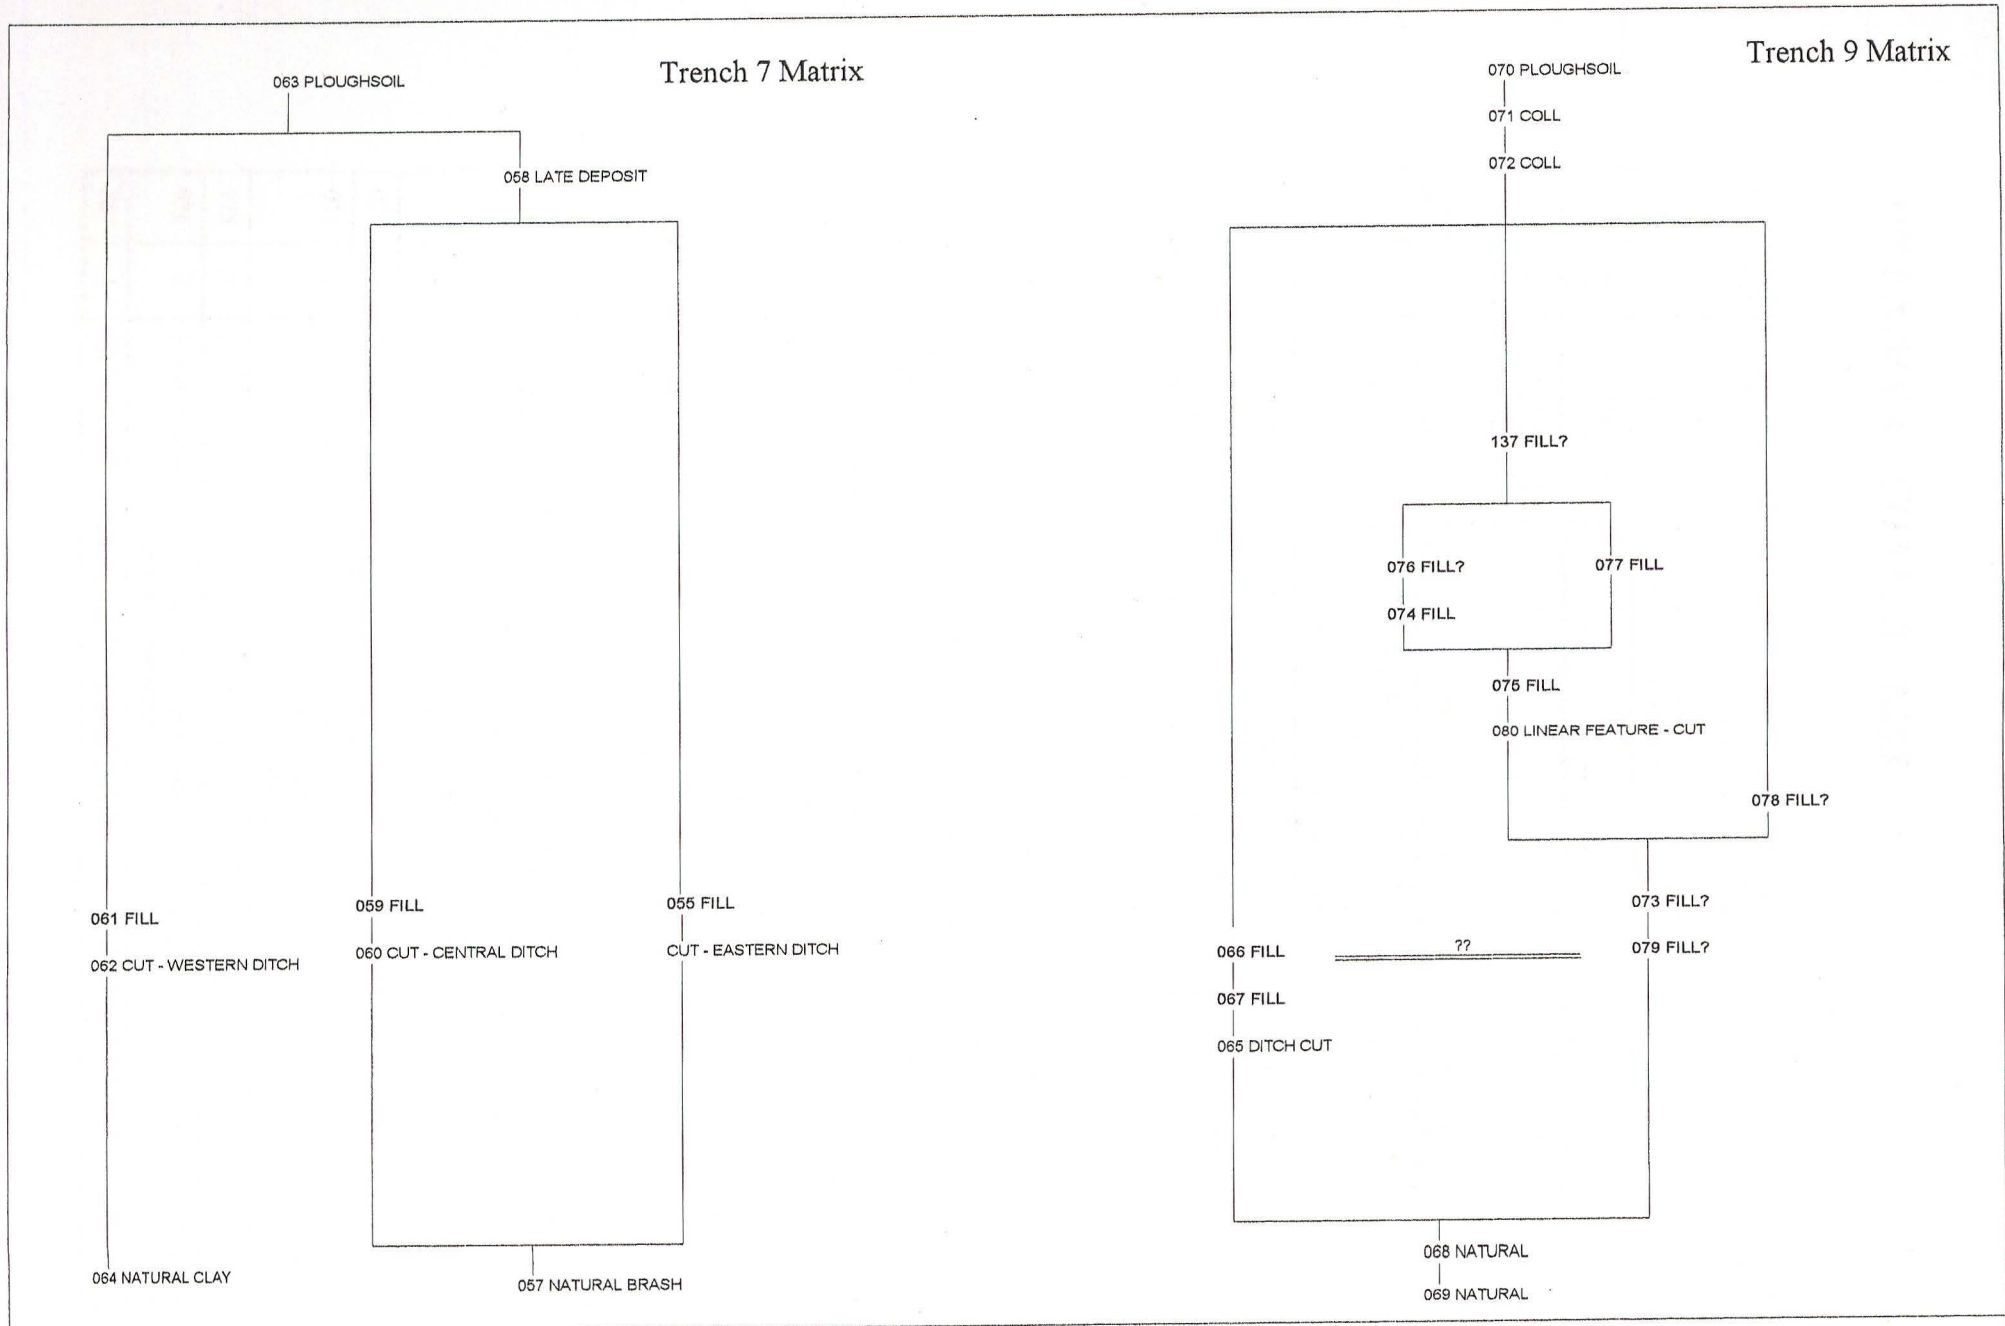 Trench 7 Matrix
063 PLOUGHSOIL
058 LATE DEPOSIT
061 FILL
062 CUT - WESTERN DITCH
064 NATURAL CLAY
059 FILL
060 CUT - CENTRAL DITCH
055 FILL
CUT - EASTERN DITCH
057 NATURAL BRASH
Trench 9 Matrix
070 PLOUGHSOIL
071 COLL
072 COLL
137 FILL?
076 FILL?
077 FILL
074 FILL
075 FILL
080 LINEAR FEATURE - CUT
078 FILL?
073 FILL?
079 FILL?
??
066 FILL
067 FILL
065 DITCH CUT
068 NATURAL
069 NATURAL